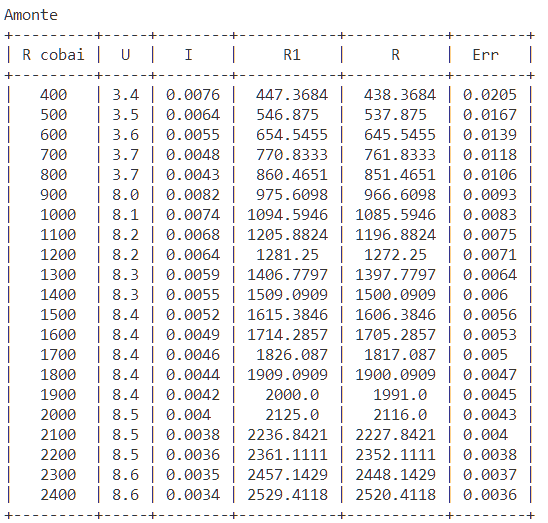 Amonte
+---------+-----+--------+-----------+-----------+--------+
| R cobai |  U  |   I    |    R1     |     R     |  Err   |
+---------+-----+--------+-----------+-----------+--------+
|   400   | 3.4 | 0.0076 |  447.3684 |  438.3684 | 0.0205 |
|   500   | 3.5 | 0.0064 |  546.875  |  537.875  | 0.0167 |
|   600   | 3.6 | 0.0055 |  654.5455 |  645.5455 | 0.0139 |
|   700   | 3.7 | 0.0048 |  770.8333 |  761.8333 | 0.0118 |
|   800   | 3.7 | 0.0043 |  860.4651 |  851.4651 | 0.0106 |
|   900   | 8.0 | 0.0082 |  975.6098 |  966.6098 | 0.0093 |
|   1000  | 8.1 | 0.0074 | 1094.5946 | 1085.5946 | 0.0083 |
|   1100  | 8.2 | 0.0068 | 1205.8824 | 1196.8824 | 0.0075 |
|   1200  | 8.2 | 0.0064 |  1281.25  |  1272.25  | 0.0071 |
|   1300  | 8.3 | 0.0059 | 1406.7797 | 1397.7797 | 0.0064 |
|   1400  | 8.3 | 0.0055 | 1509.0909 | 1500.0909 | 0.006  |
|   1500  | 8.4 | 0.0052 | 1615.3846 | 1606.3846 | 0.0056 |
|   1600  | 8.4 | 0.0049 | 1714.2857 | 1705.2857 | 0.0053 |
|   1700  | 8.4 | 0.0046 |  1826.087 |  1817.087 | 0.005  |
|   1800  | 8.4 | 0.0044 | 1909.0909 | 1900.0909 | 0.0047 |
|   1900  | 8.4 | 0.0042 |   2000.0  |   1991.0  | 0.0045 |
|   2000  | 8.5 | 0.004  |   2125.0  |   2116.0  | 0.0043 |
|   2100  | 8.5 | 0.0038 | 2236.8421 | 2227.8421 | 0.004  |
|   2200  | 8.5 | 0.0036 | 2361.1111 | 2352.1111 | 0.0038 |
|   2300  | 8.6 | 0.0035 | 2457.1429 | 2448.1429 | 0.0037 |
|   2400  | 8.6 | 0.0034 | 2529.4118 | 2520.4118 | 0.0036 |
+---------+-----+--------+-----------+-----------+--------+